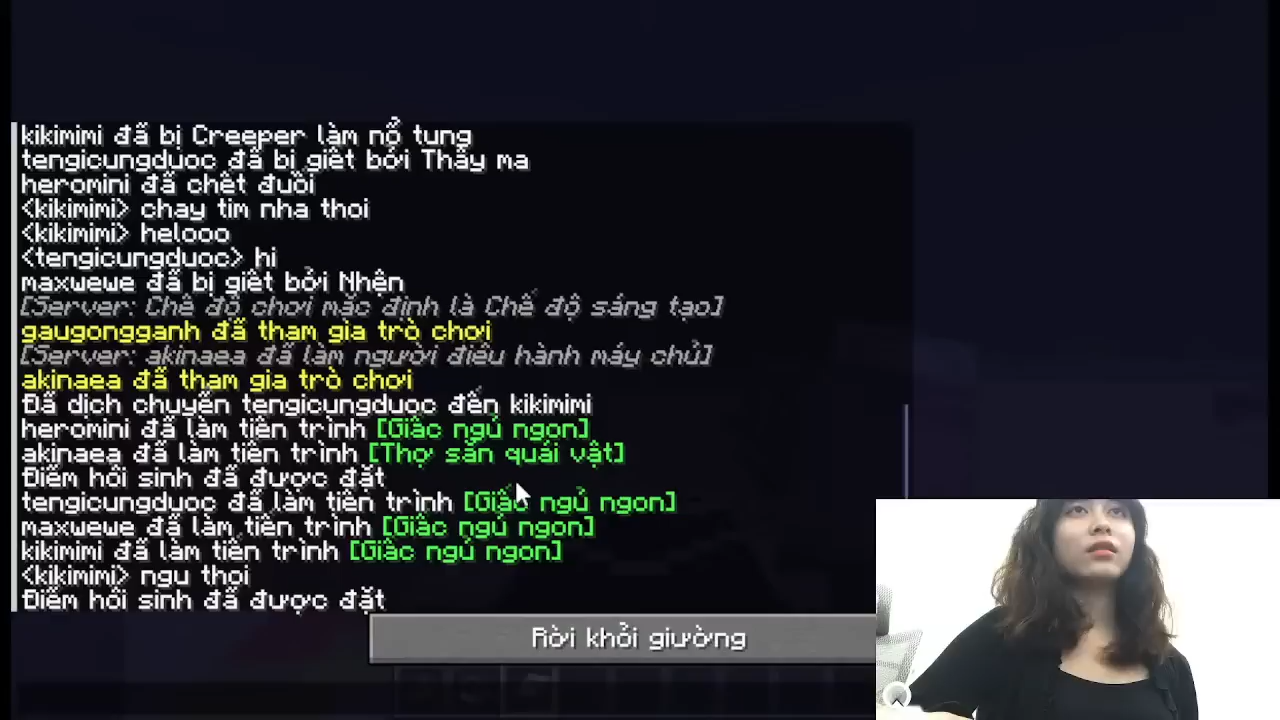 kikimimi đã bị Creeper làm nổ tung
tengicungduoc đã bị giết bởi Thây ma
heromini đã chết đuối
<kikimimi> chay tim nha thoi
<kikimimi> helooo
<tengicungduoc> hi
maxwewe đã bị giết bởi Nhện
[Server: Chế độ chơi mặc định là Chế độ sáng tạo]
gaugongganh đã tham gia trò chơi
[Server: akinaea đã làm người điều hành máy chủ]
akinaea đã tham gia trò chơi
Đã dịch chuyển tengicungduoc đến kikimimi
heromini đã làm tiến trình [Giấc ngủ ngon]
akinaea đã làm tiến trình [Thợ săn quái vật]
Điểm hồi sinh đã được đặt
tengicungduoc đã làm tiến trình [Giấc ngủ ngon]
maxwewe đã làm tiến trình [Giấc ngủ ngon]
kikimimi đã làm tiến trình [Giấc ngủ ngon]
<kikimimi> ngu thoi
Điểm hồi sinh đã được đặt
Rời khỏi giường